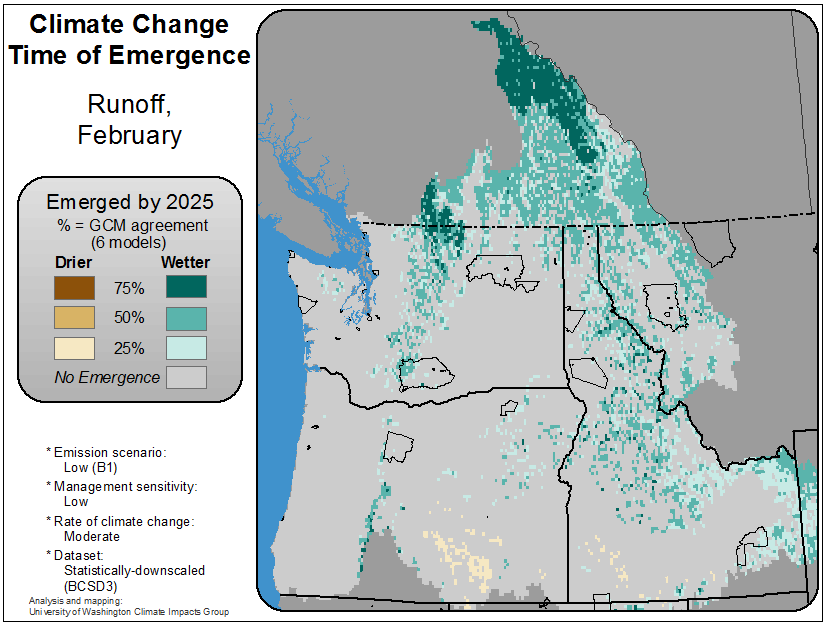 Climate Change
Time of Emergence
Runoff,
February
Emerged by 2025
% = GCM agreement
(6 models)
Drier Wetter
75%
50%
25%
No Emergence
* Emission scenario:
Low (B1)
* Management sensitivity:
Low
* Rate of climate change:
Moderate
* Dataset:
Statistically-downscaled
(BCSD3)
Analysis and mapping:
University of Washington Climate Impacts Group